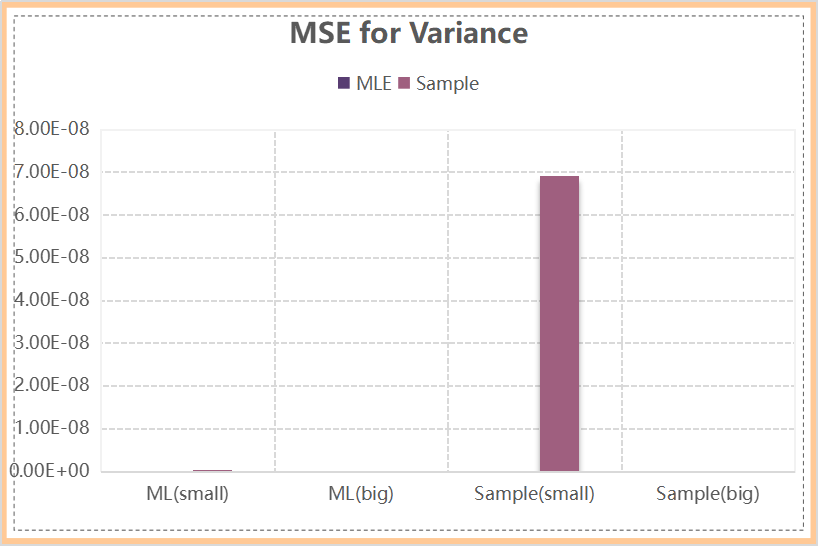 MSE for Variance
MLE Sample
8.00E-08
7.00E-08
6.00E-08
5.00E-08
4.00E-08
3.00E-08
2.00E-08
1.00E-08
0.00E+00
ML(small) ML(big) Sample(small) Sample(big)